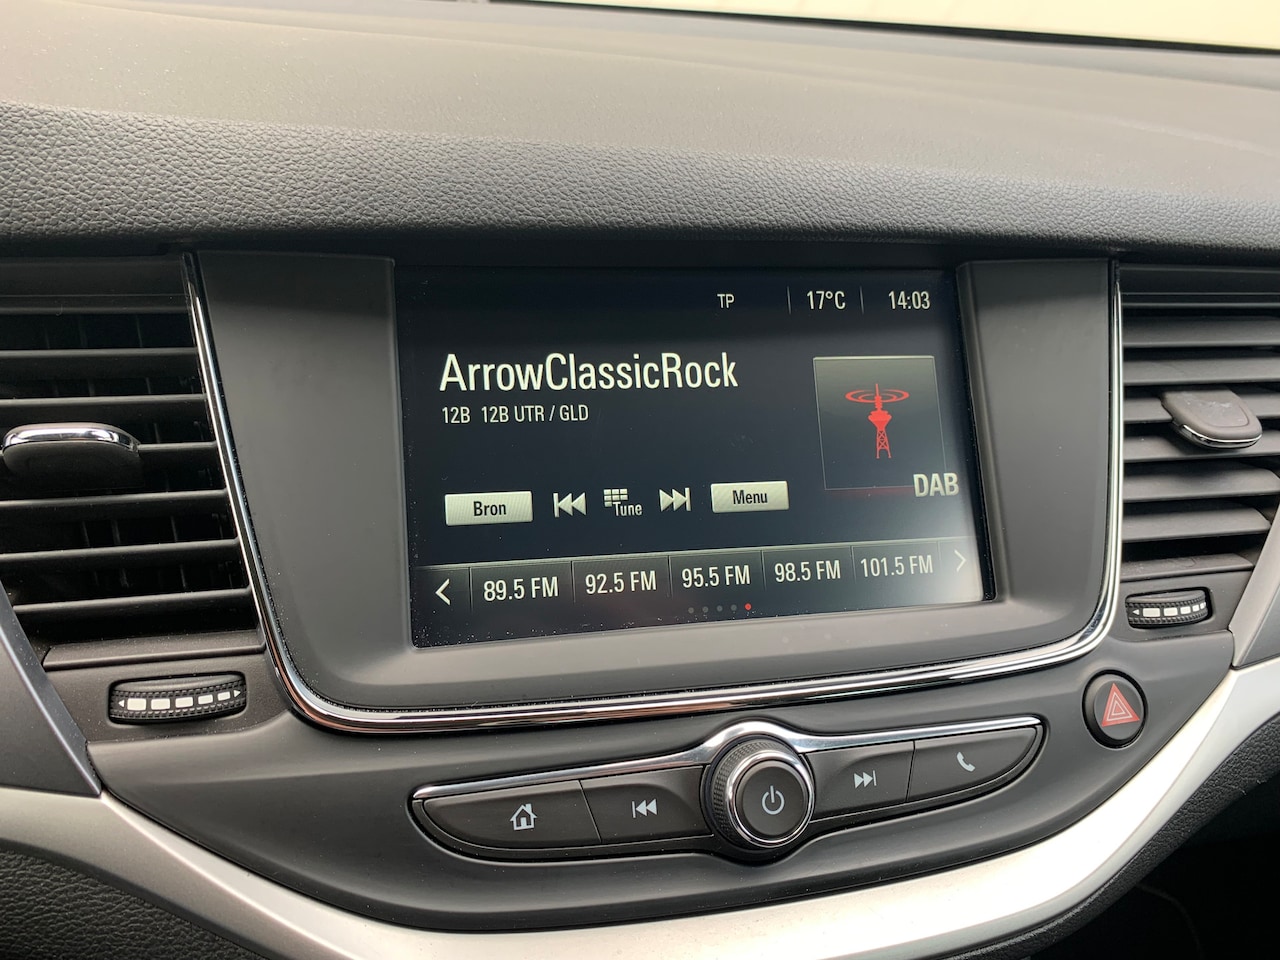 TP 17°C 14:03
ArrowClassicRock
12B 12B UTR / GLD
DAB
Bron Tune Menu
89.5 FM 92.5 FM 95.5 FM 98.5 FM 101.5 FM